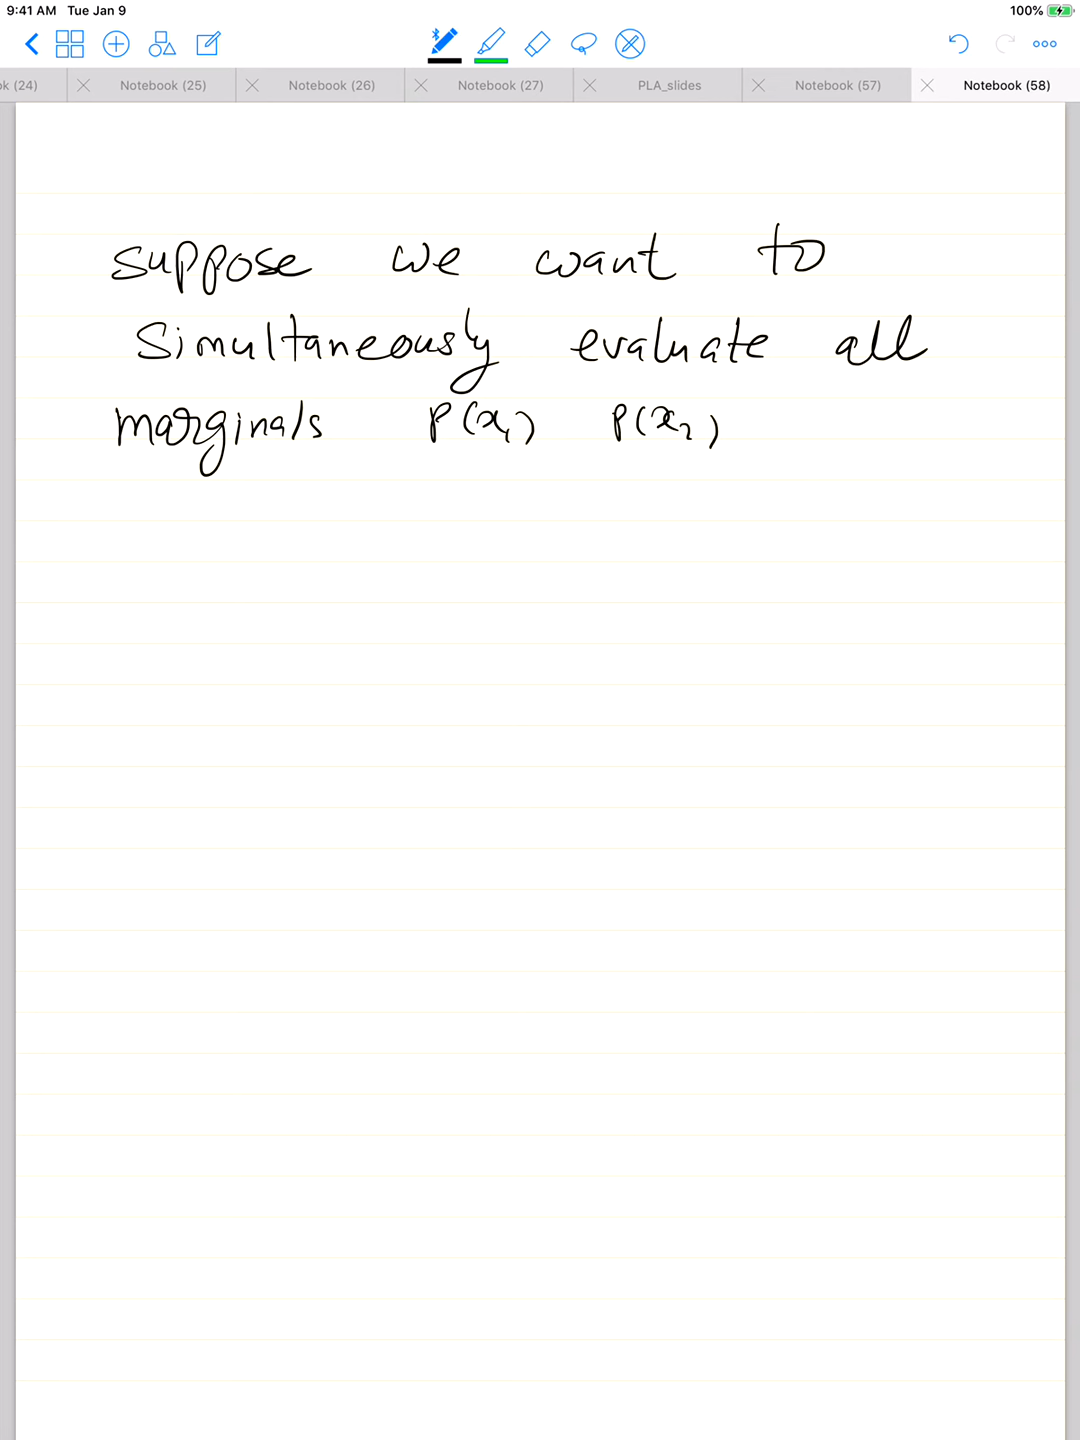 9:41 AM Tue Jan 9 100%
k (24) Notebook (25) Notebook (26) Notebook (27) PLA_slides Notebook (57) Notebook (58)
suppose we want to
simultaneously evaluate all
marginals P(x₁) P(x₂)